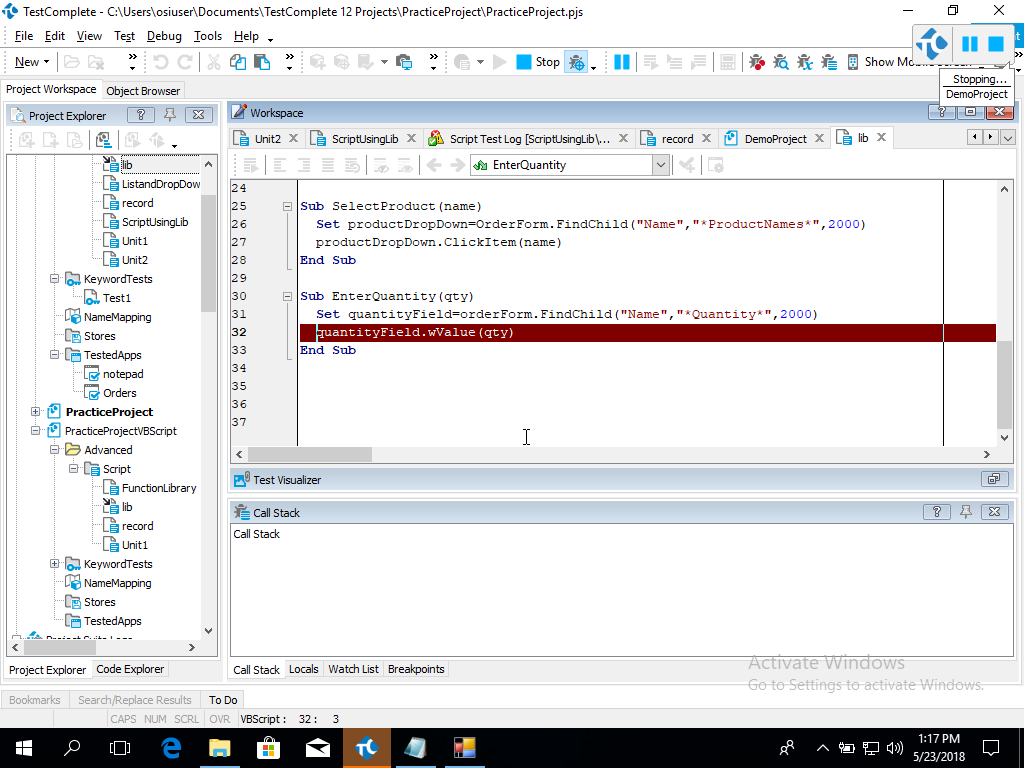 TestComplete - C:\Users\osiuser\Documents\TestComplete 12 Projects\PracticeProject\PracticeProject.pjs
File Edit View Test Debug Tools Help
New
Stop
Stopping...
DemoProject
Project Workspace Object Browser
Project Explorer
Workspace
Unit2
ScriptUsingLib
Script Test Log [ScriptUsingLib\...
record
DemoProject
lib
EnterQuantity
lib
ListandDropDow
record
ScriptUsingLib
Unit1
Unit2
KeywordTests
Test1
NameMapping
Stores
TestedApps
notepad
Orders
PracticeProject
PracticeProjectVBScript
Advanced
Script
FunctionLibrary
lib
record
Unit1
KeywordTests
NameMapping
Stores
TestedApps
24
25 Sub SelectProduct(name)
26 Set productDropDown=OrderForm.FindChild("Name","*ProductNames*",2000)
27 productDropDown.ClickItem(name)
28 End Sub
29
30 Sub EnterQuantity(qty)
31 Set quantityField=orderForm.FindChild("Name","*Quantity*",2000)
32 quantityField.wValue(qty)
33 End Sub
34
35
36
37
Test Visualizer
Call Stack
Call Stack
Project Explorer Code Explorer
Call Stack Locals Watch List Breakpoints
Activate Windows
Go to Settings to activate Windows.
Bookmarks Search/Replace Results To Do
CAPS NUM SCRL OVR VBScript : 32: 3
1:17 PM
5/23/2018